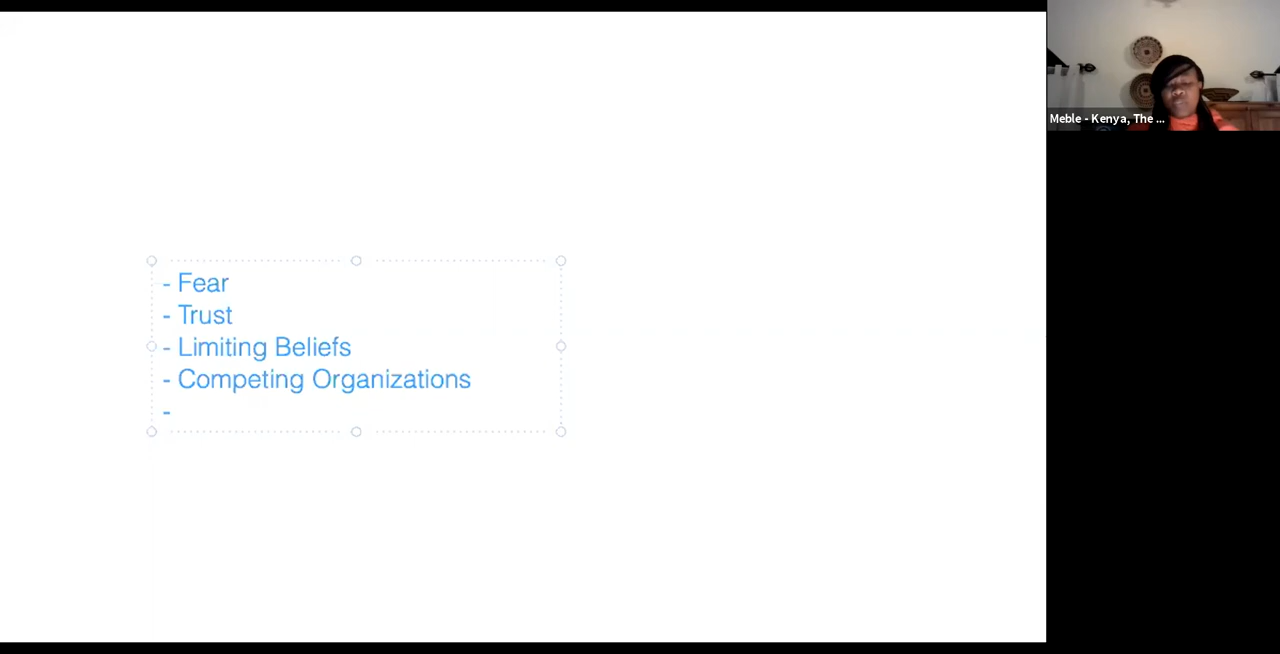 - Fear
- Trust
- Limiting Beliefs
- Competing Organizations
-
Meble - Kenya, The ...